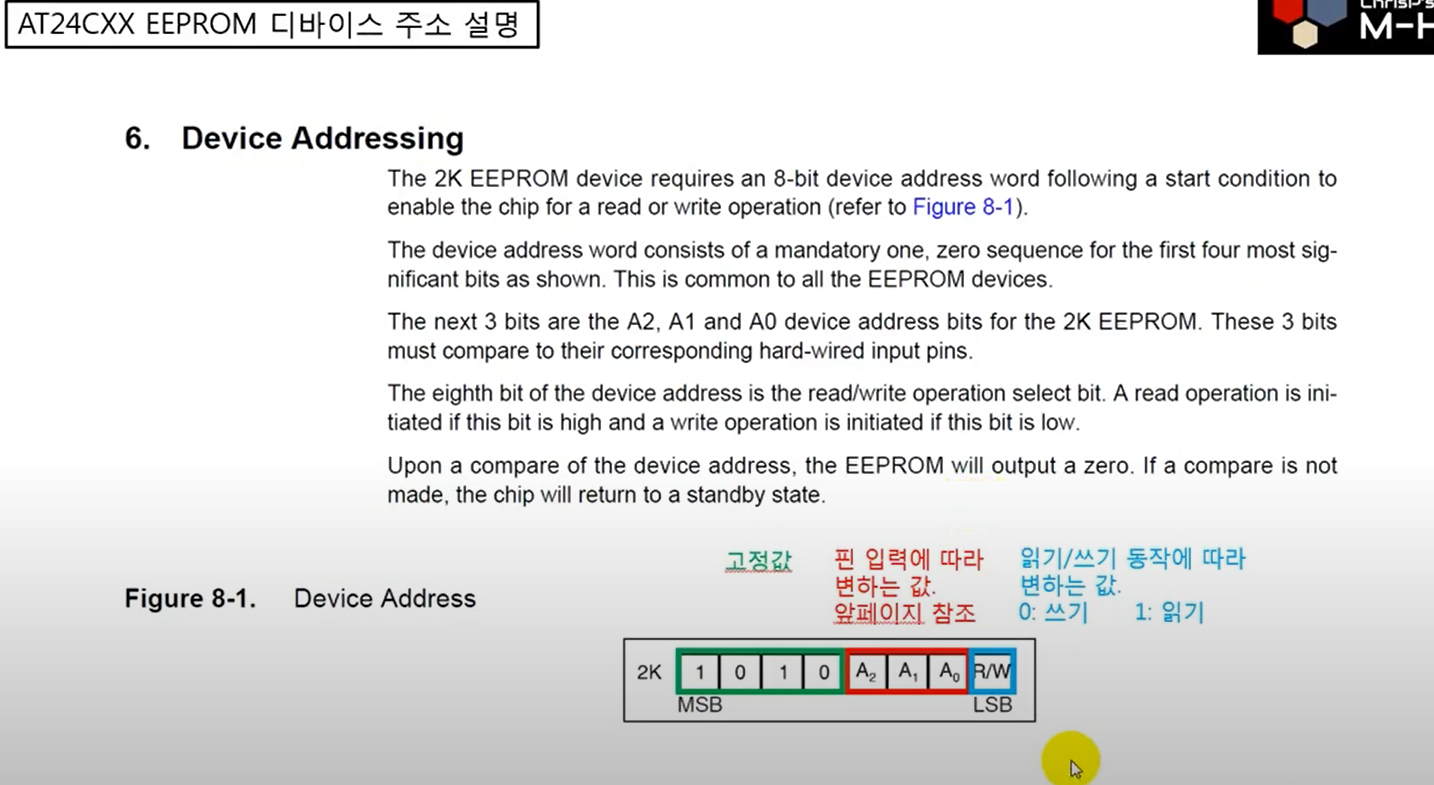 AT24CXX EEPROM 디바이스 주소 설명
M-H
6. Device Addressing
The 2K EEPROM device requires an 8-bit device address word following a start condition to
enable the chip for a read or write operation (refer to Figure 8-1).
The device address word consists of a mandatory one, zero sequence for the first four most sig-
nificant bits as shown. This is common to all the EEPROM devices.
The next 3 bits are the A2, A1 and A0 device address bits for the 2K EEPROM. These 3 bits
must compare to their corresponding hard-wired input pins.
The eighth bit of the device address is the read/write operation select bit. A read operation is ini-
tiated if this bit is high and a write operation is initiated if this bit is low.
Upon a compare of the device address, the EEPROM will output a zero. If a compare is not
made, the chip will return to a standby state.
고정값 핀 입력에 따라 읽기/쓰기 동작에 따라
변하는 값. 변하는 값.
앞페이지 참조 0: 쓰기 1: 읽기
Figure 8-1. Device Address
2K 1 0 1 0 A₂ A₁ A₀ R/W
MSB LSB